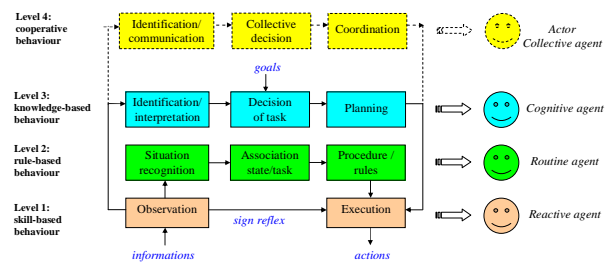 Level 4:
cooperative
behaviour
Identification/
communication
Collective
decision
Coordination
Actor
Collective agent
goals
Level 3:
knowledge-based
behaviour
Identification/
interpretation
Decision
of task
Planning
Cognitive agent
Level 2:
rule-based
behaviour
Situation
recognition
Association
state/task
Procedure /
rules
Routine agent
Level 1:
skill-based
behaviour
Observation
sign reflex
Execution
Reactive agent
informations
actions